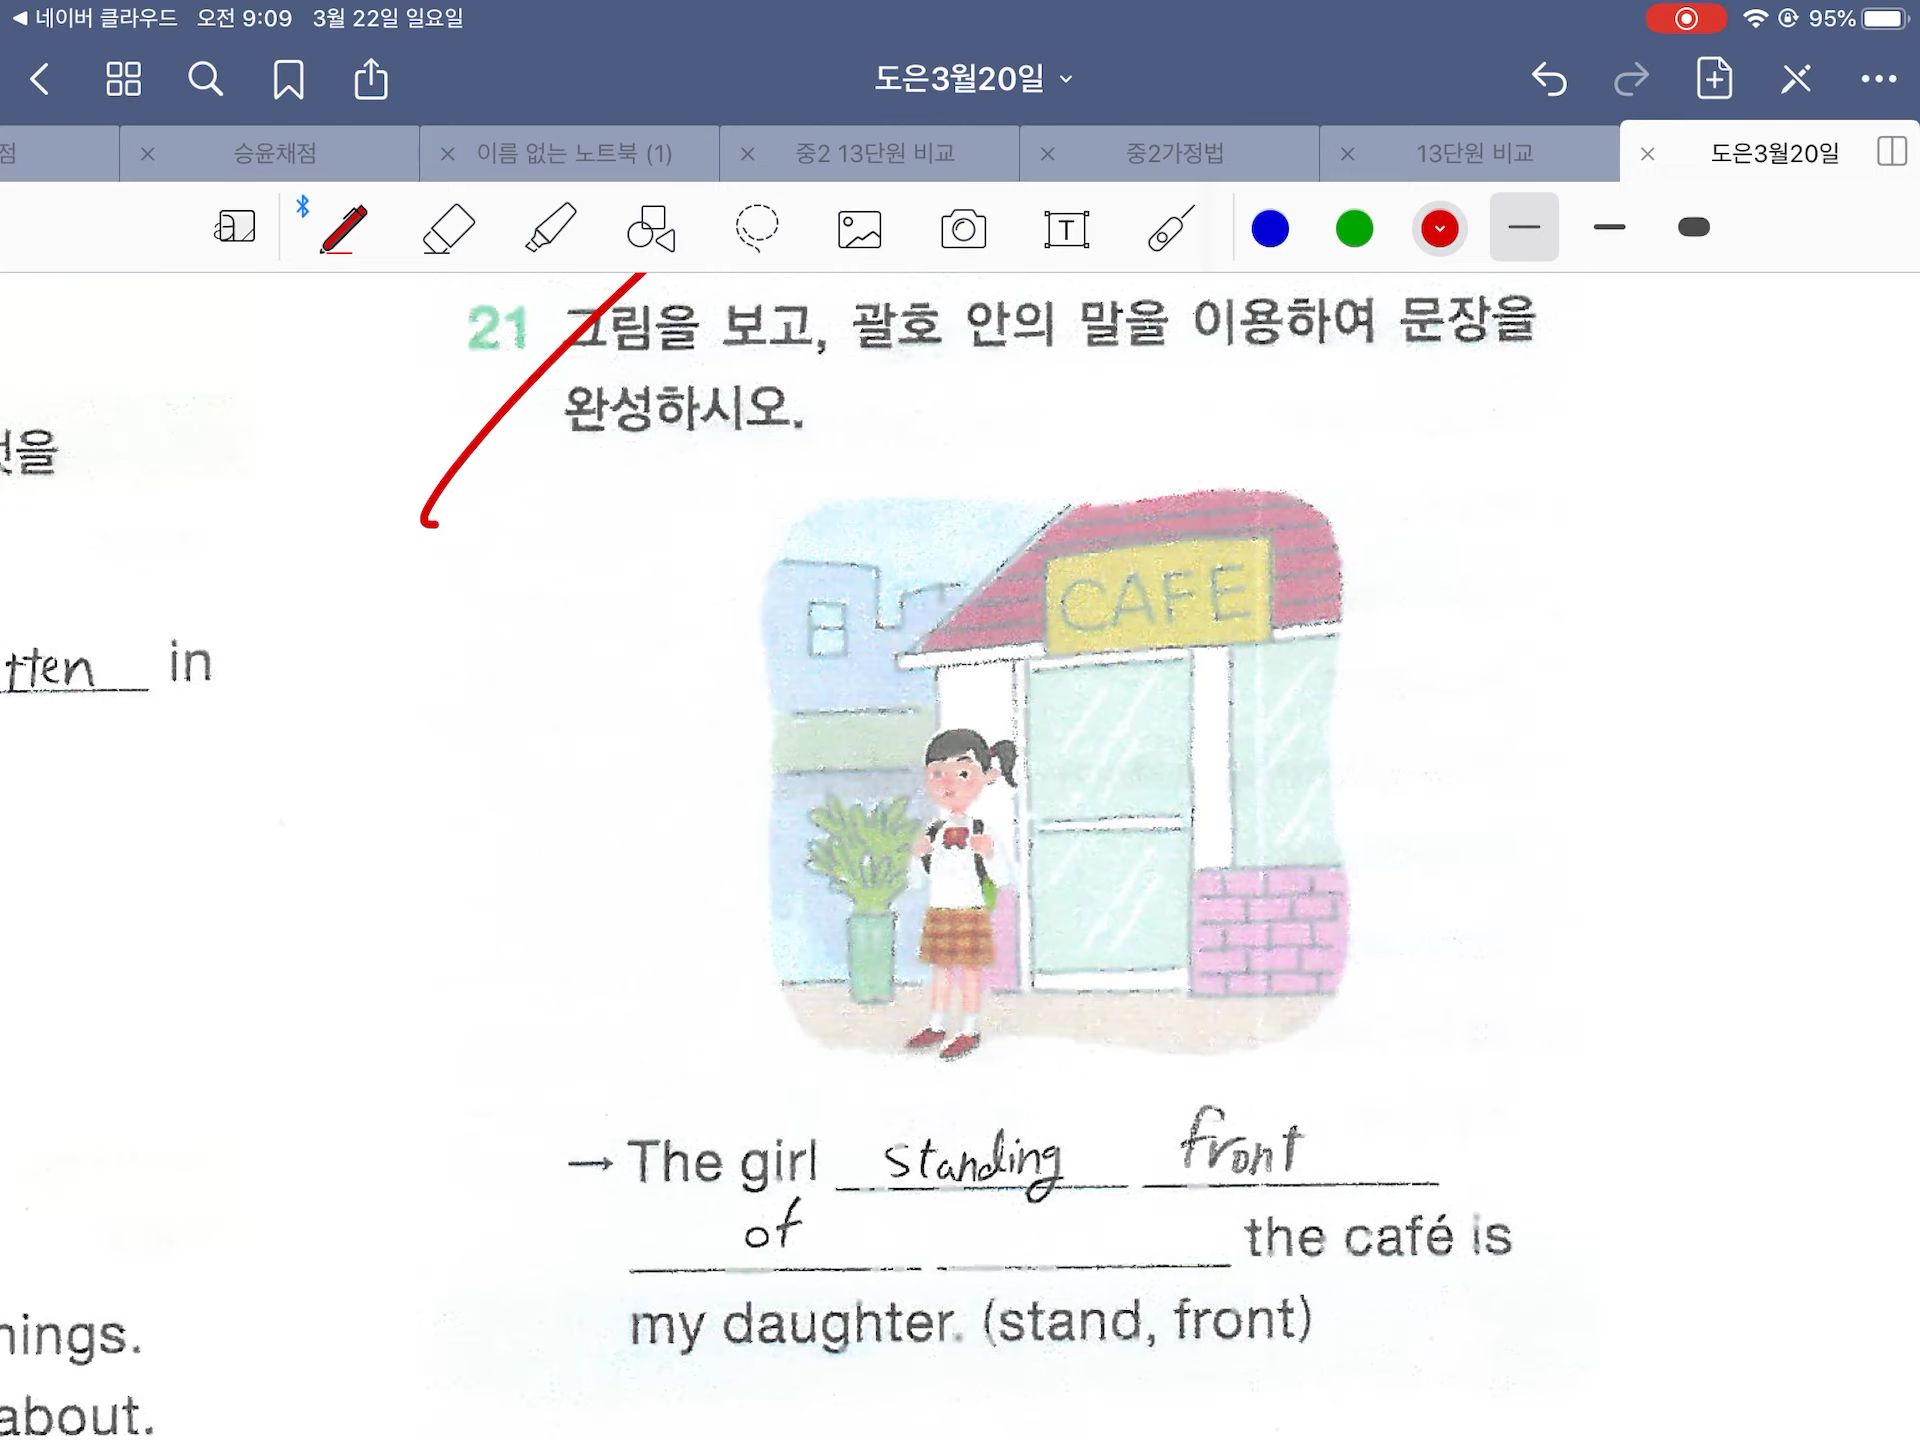 네이버 클라우드 오전 9:09 3월 22일 일요일 95%
도은3월20일
점 승윤채점 이름 없는 노트북 (1) 중2 13단원 비교 중2가정법 13단원 비교 도은3월20일
21 그림을 보고, 괄호 안의 말을 이용하여 문장을
완성하시오.
것을
CAFE
tten in
→ The girl standing front
of the café is
my daughter. (stand, front)
nings.
about.